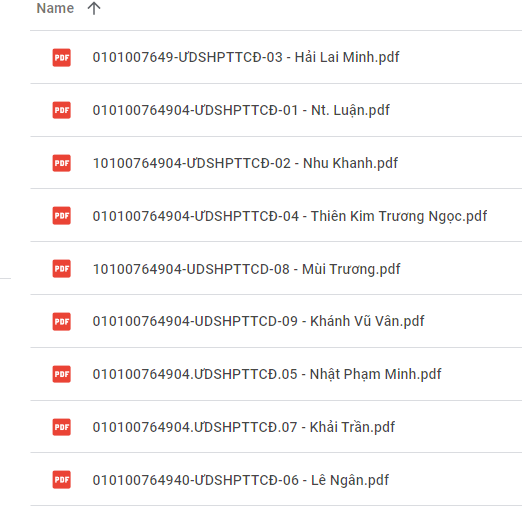 Name
PDF 0101007649-ƯDSHPTTCĐ-03 - Hải Lai Minh.pdf
PDF 010100764904-ƯDSHPTTCĐ-01 - Nt. Luận.pdf
PDF 10100764904-ƯDSHPTTCĐ-02 - Nhu Khanh.pdf
PDF 010100764904-ƯDSHPTTCĐ-04 - Thiên Kim Trương Ngọc.pdf
PDF 10100764904-UDSHPTTCD-08 - Mùi Trương.pdf
PDF 010100764904-UDSHPTTCD-09 - Khánh Vũ Vân.pdf
PDF 010100764904.ƯDSHPTTCĐ.05 - Nhật Phạm Minh.pdf
PDF 010100764904.ƯDSHPTTCĐ.07 - Khải Trần.pdf
PDF 010100764940-ƯDSHPTTCĐ-06 - Lê Ngân.pdf